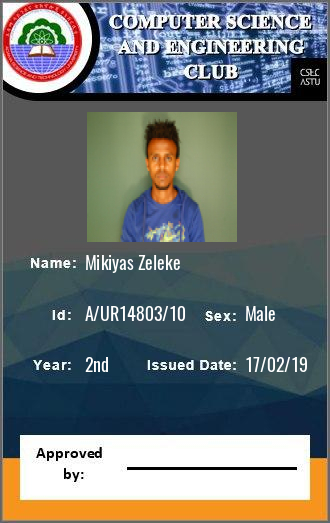 COMPUTER SCIENCE
AND ENGINEERING
CLUB
CSEC
ASTU
Name: Mikiyas Zeleke
Id: A/UR14803/10 Sex: Male
Year: 2nd Issued Date: 17/02/19
Approved
by: